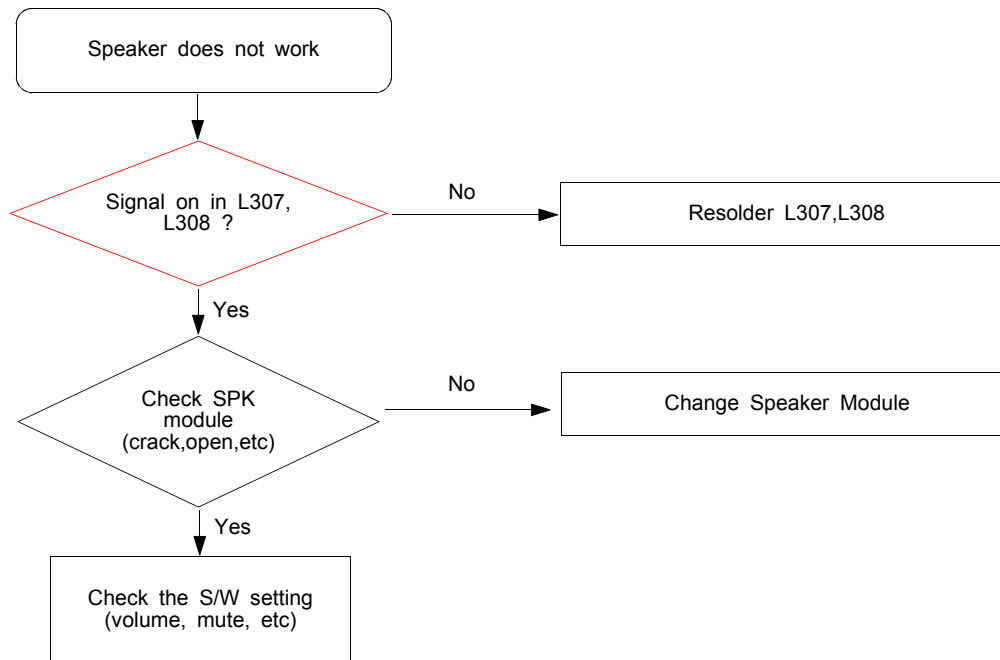 Speaker does not work
Signal on in L307,
L308 ?
No
Resolder L307,L308
Yes
Check SPK
module
(crack,open,etc)
No
Change Speaker Module
Yes
Check the S/W setting
(volume, mute, etc)